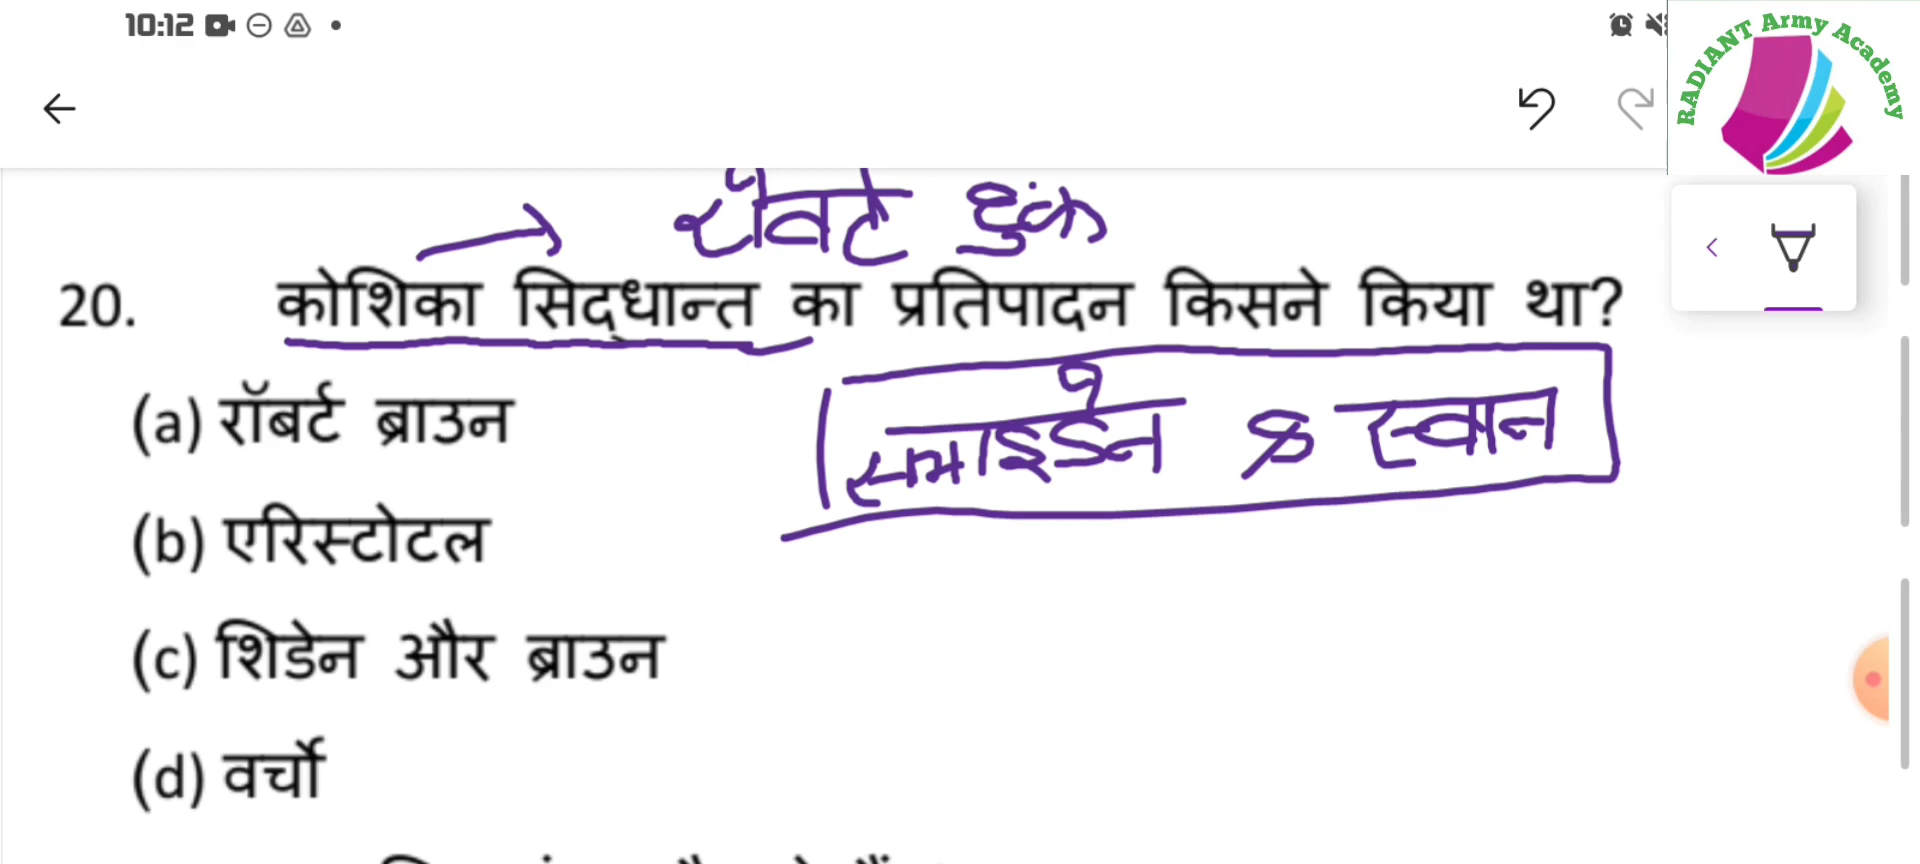 10:12
RADIANT Army Academy
रॉबर्ट हुक
20. कोशिका सिद्धान्त का प्रतिपादन किसने किया था?
(a) रॉबर्ट ब्राउन
स्माइडेन & स्वान
(b) एरिस्टोटल
(c) शिडेन और ब्राउन
(d) वर्चो